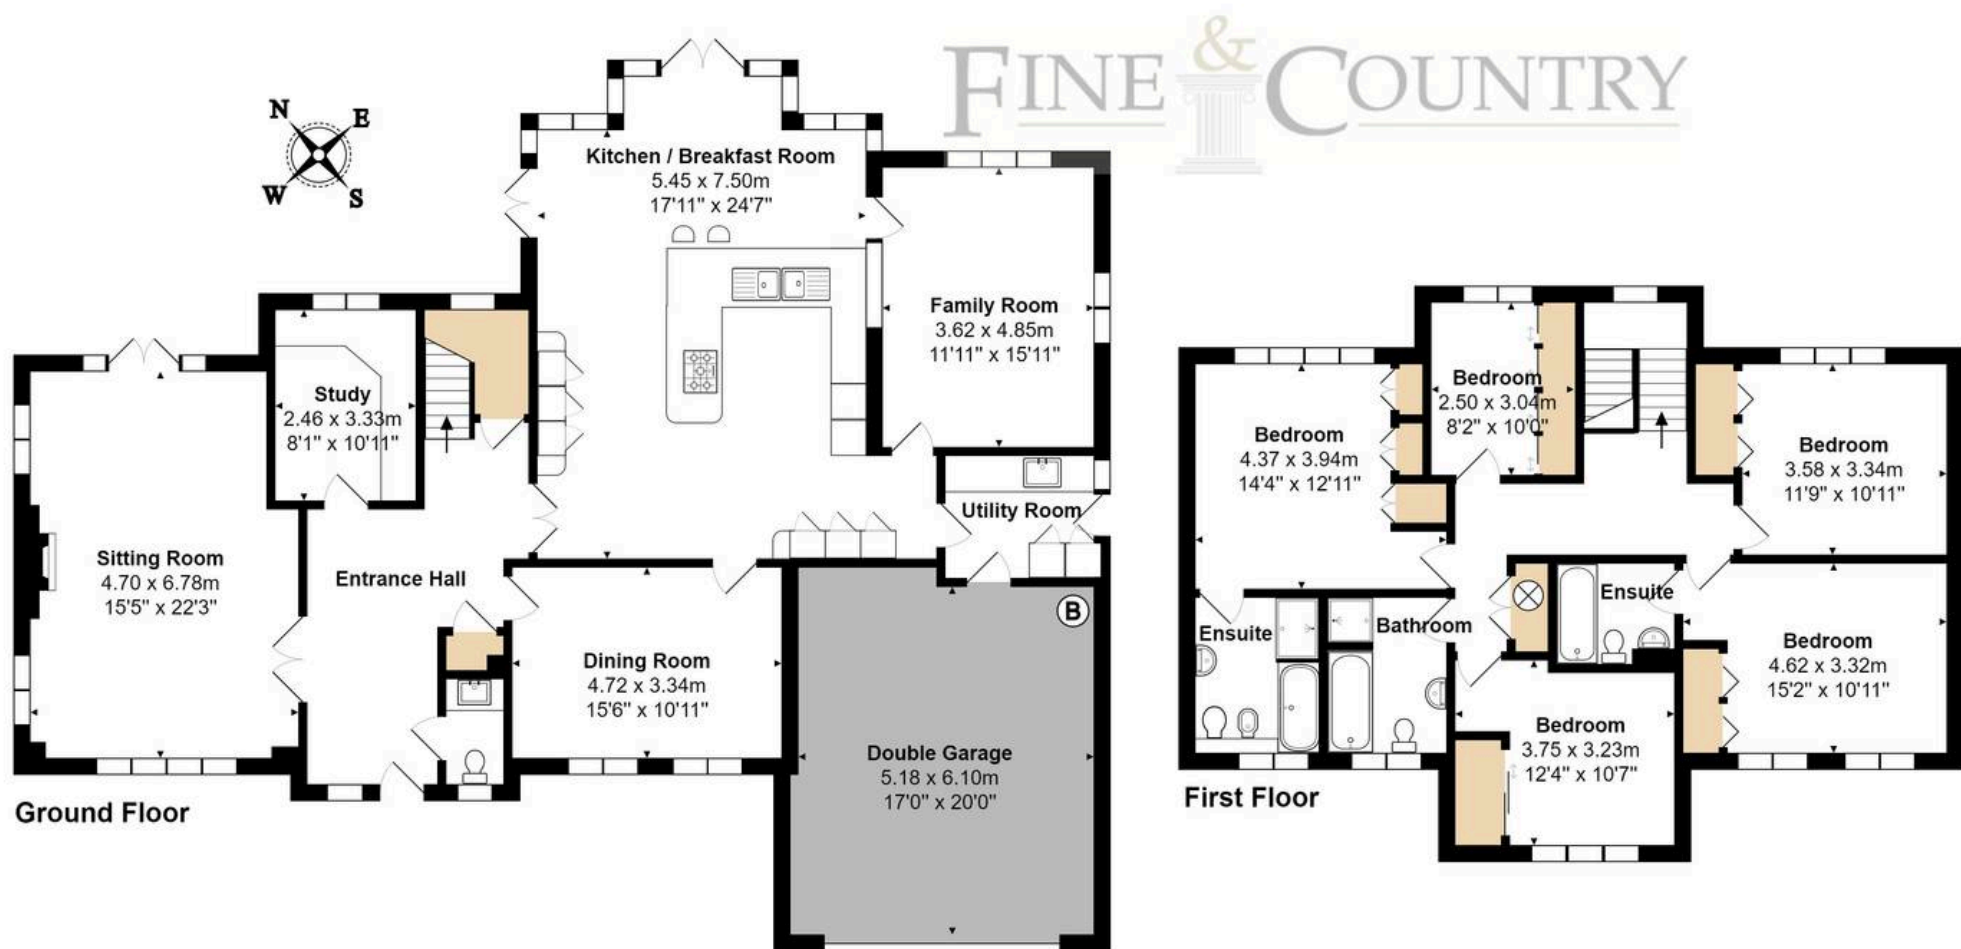 FINE & COUNTRY
N
E
W
S
Kitchen / Breakfast Room
5.45 x 7.50m
17'11" x 24'7"
Family Room
3.62 x 4.85m
11'11" x 15'11"
Study
2.46 x 3.33m
8'1" x 10'11"
Utility Room
Sitting Room
4.70 x 6.78m
15'5" x 22'3"
Entrance Hall
Dining Room
4.72 x 3.34m
15'6" x 10'11"
B
Double Garage
5.18 x 6.10m
17'0" x 20'0"
Ground Floor
Bedroom
2.50 x 3.04m
8'2" x 10'0"
Bedroom
4.37 x 3.94m
14'4" x 12'11"
Bedroom
3.58 x 3.34m
11'9" x 10'11"
Ensuite
Bathroom
Ensuite
Bedroom
4.62 x 3.32m
15'2" x 10'11"
Bedroom
3.75 x 3.23m
12'4" x 10'7"
First Floor